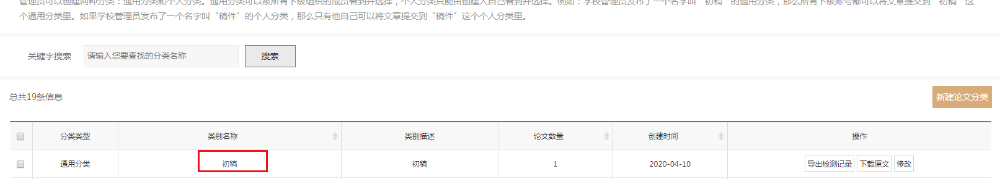 管理员可以创建两种分类：通用分类和个人分类。通用分类可以被所有下级组织的成员看到并选择，个人分类只能由创建人自己看到并选择。例如：学校管理员发布了一个名字叫“初稿”的通用分类，那么所有下级账号都可以将文章提交到“初稿”这
个通用分类里。如果学校管理员发布了一个名字叫“稿件”的个人分类，那么只有他自己可以将文章提交到“稿件”这个个人分类里。
关键字搜索 请输入您要查找的分类名称 搜索
总共19条信息 新建论文分类
分类类型 类别名称 类别描述 论文数量 创建时间 操作
通用分类 初稿 初稿 1 2020-04-10 导出检测记录 下载原文 修改